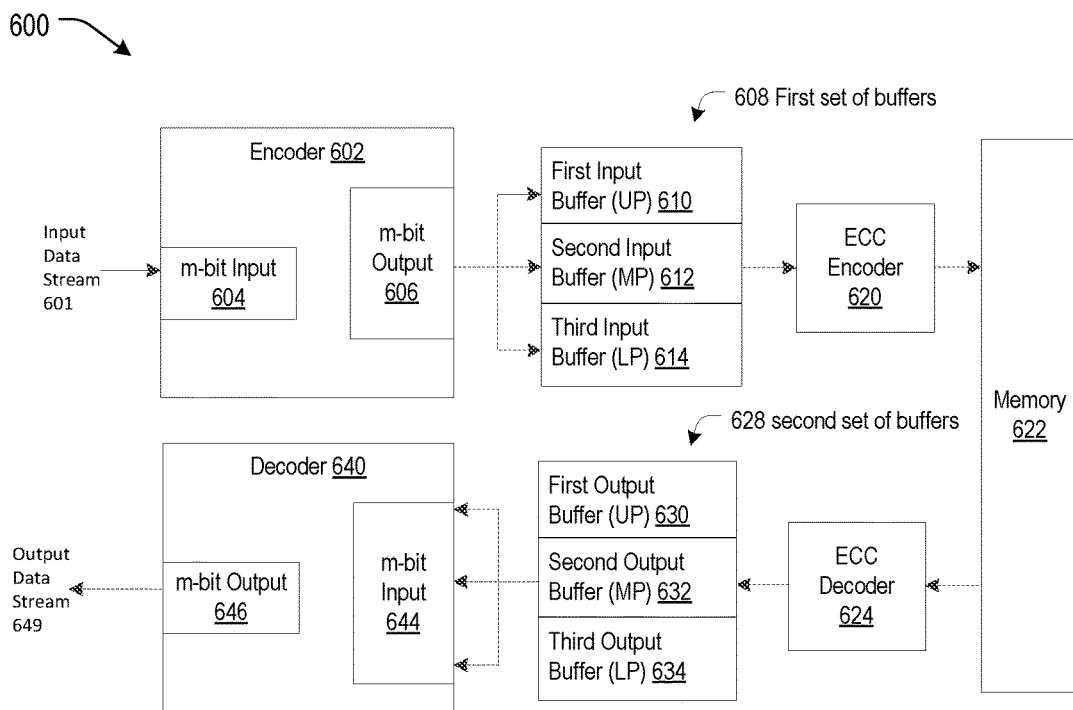 600
608 First set of buffers
Encoder 602
Input
Data
Stream
601
m-bit Input
604
m-bit
Output
606
First Input
Buffer (UP) 610
Second Input
Buffer (MP) 612
Third Input
Buffer (LP) 614
ECC
Encoder
620
Memory
622
628 second set of buffers
Decoder 640
Output
Data
Stream
649
m-bit Output
646
m-bit
Input
644
First Output
Buffer (UP) 630
Second Output
Buffer (MP) 632
Third Output
Buffer (LP) 634
ECC
Decoder
624